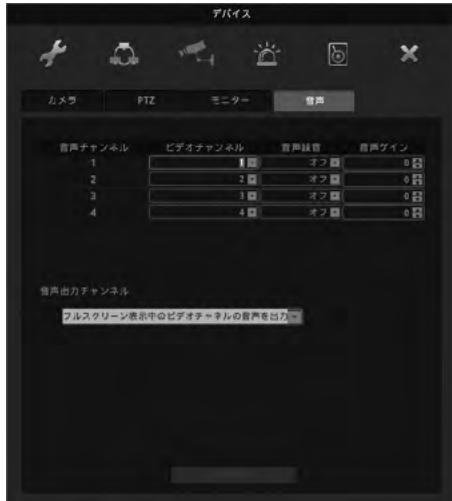 デバイス
カメラ PTZ モニター 音声
音声チャンネル ビデオチャンネル 音声録音 音声ゲイン
1 1 オフ 0
2 2 オフ 0
3 3 オフ 0
4 4 オフ 0
音声出力チャンネル
フルスクリーン表示中のビデオチャネルの音声を出力